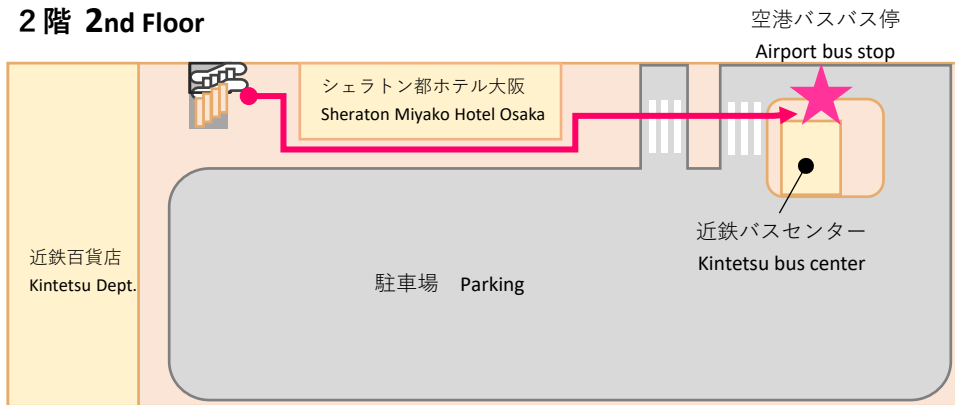 ２階 2nd Floor
空港バスバス停
Airport bus stop
シェラトン都ホテル大阪
Sheraton Miyako Hotel Osaka
近鉄バスセンター
Kintetsu bus center
近鉄百貨店
Kintetsu Dept.
駐車場 Parking